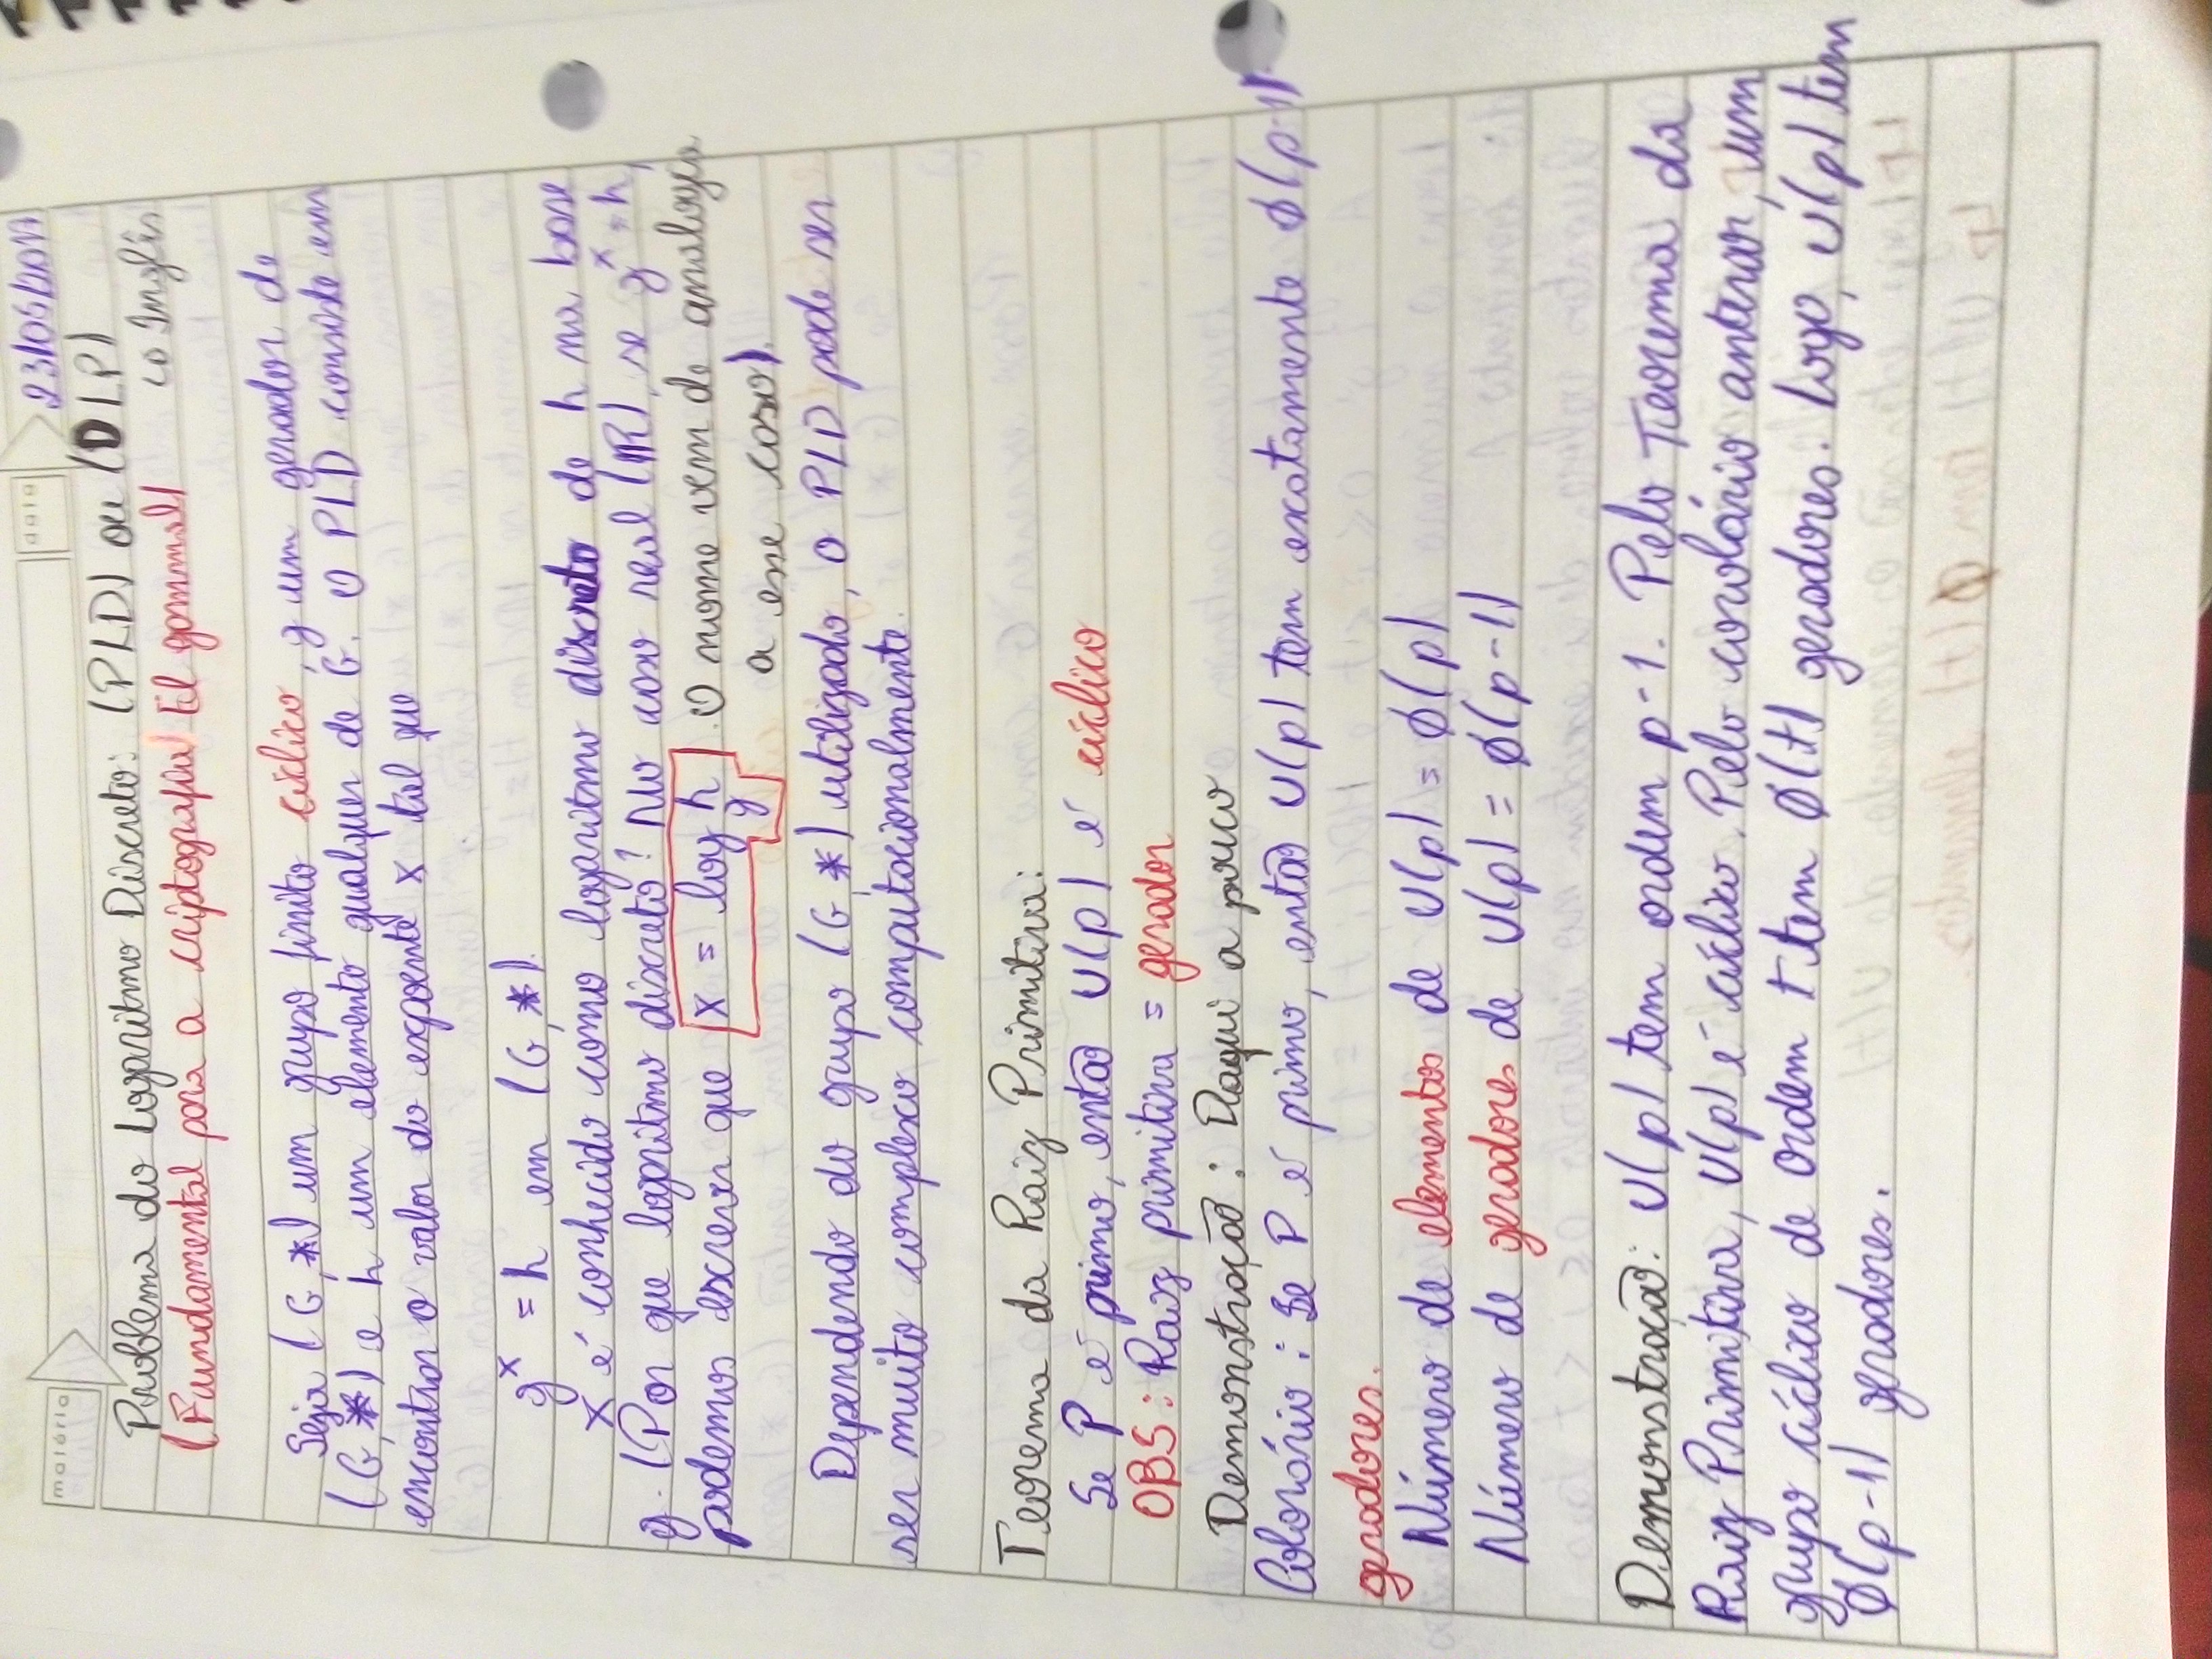 matéria
data
23/05/2017
Problema do Logaritmo Discreto: (PLD) ou (DLP)
(Fundamental para a criptografia El gammal)
↳ Inglês
Seja (G,*) um grupo finito cíclico, g um gerador de
(G,*) e h um elemento qualquer de G. O PLD consiste em
encontrar o valor do expoente x tal que
g^x = h em (G,*).
x é conhecido como logaritmo discreto de h na base
g. (Por que logaritmo discreto? No caso real (ℝ), se g^x = h,
podemos escrever que x = log_g h. O nome vem de analogia
a esse caso).
Dependendo do grupo (G,*) utilizado, o PLD pode ser
ser muito complexo computacionalmente.
Teorema da Raiz Primitiva:
Se P é primo, então U(p) é cíclico
OBS: Raiz primitiva = gerador
Demonstração: Daqui a pouco
Colorário: Se P é primo, então U(p) tem exatamente ϕ(p-1)
geradores.
Número de elementos de U(p) = ϕ(p)
Número de geradores de U(p) = ϕ(p-1)
Demonstração: U(p) tem ordem p-1. Pelo Teorema da
Raiz Primitiva, U(p) é cíclico. Pelo corolário anterior, um
grupo cíclico de ordem t tem ϕ(t) geradores. Logo, U(p) tem
ϕ(p-1) geradores.